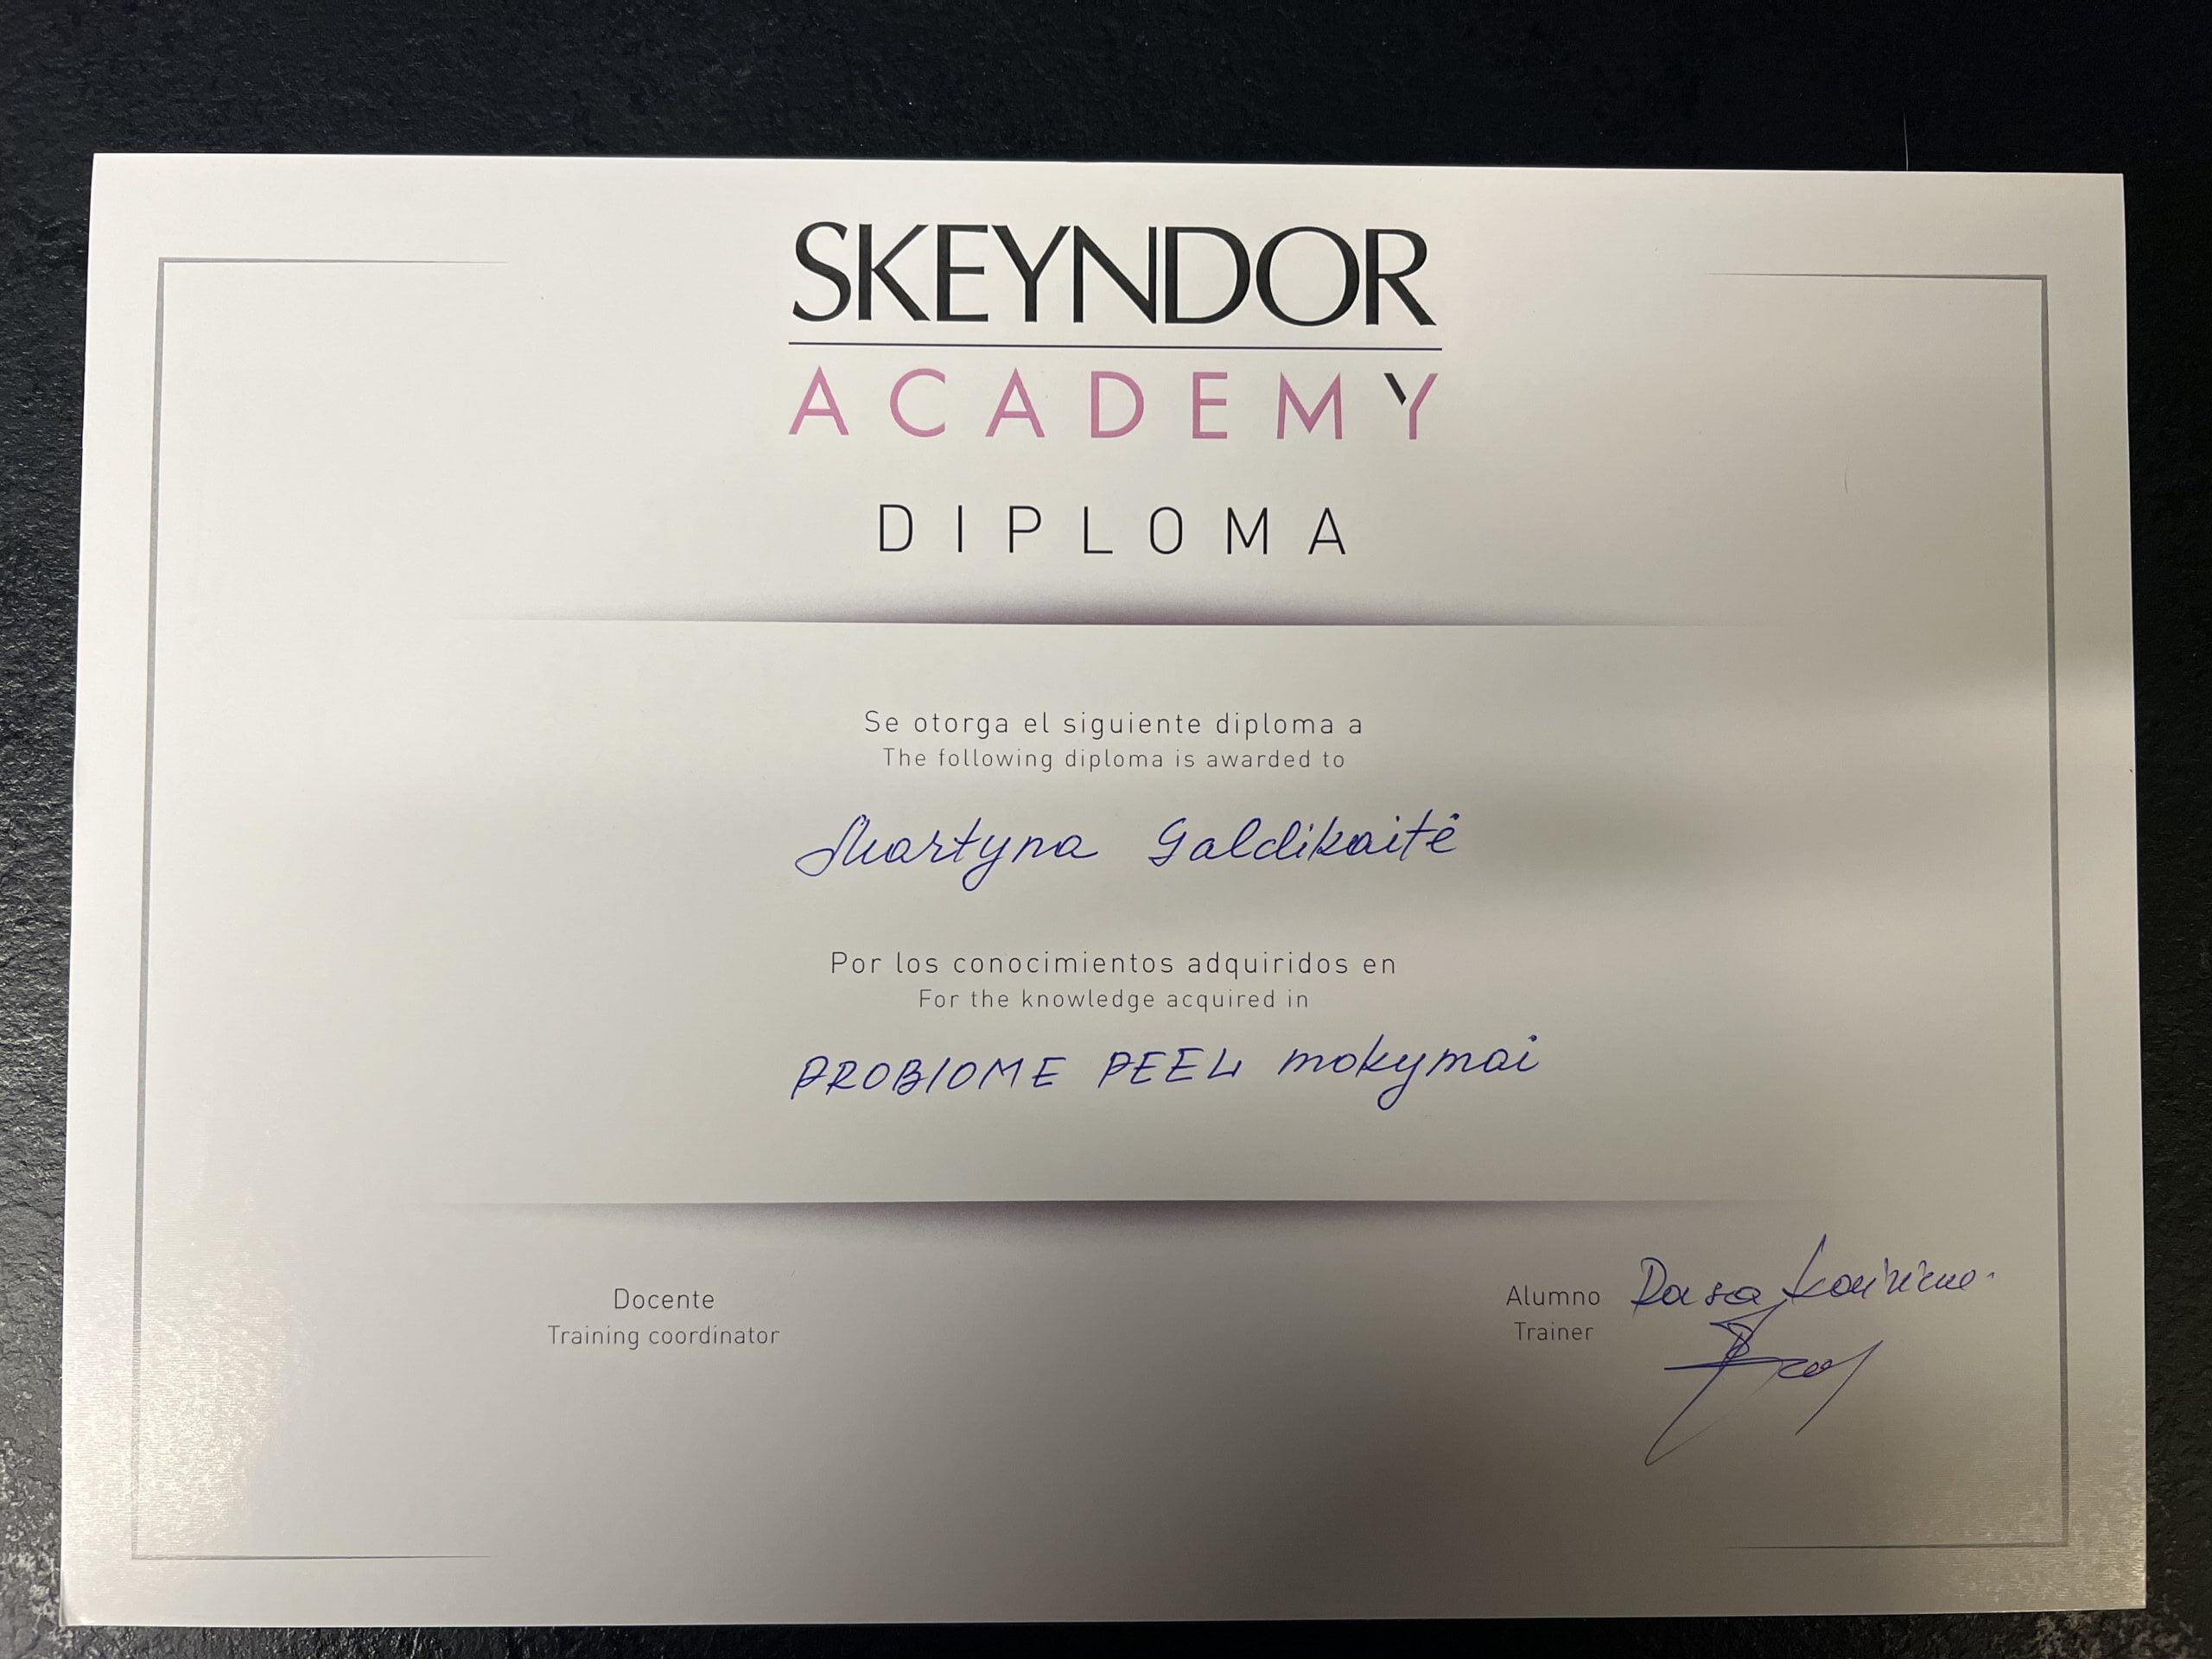 SKEYNDOR
ACADEMY
DIPLOMA
Se otorga el siguiente diploma a
The following diploma is awarded to
Martyna Galdikaitė
Por los conocimientos adquiridos en
For the knowledge acquired in
PROBIOME PEEL mokymai
Docente
Training coordinator
Alumno Rasa
Trainer